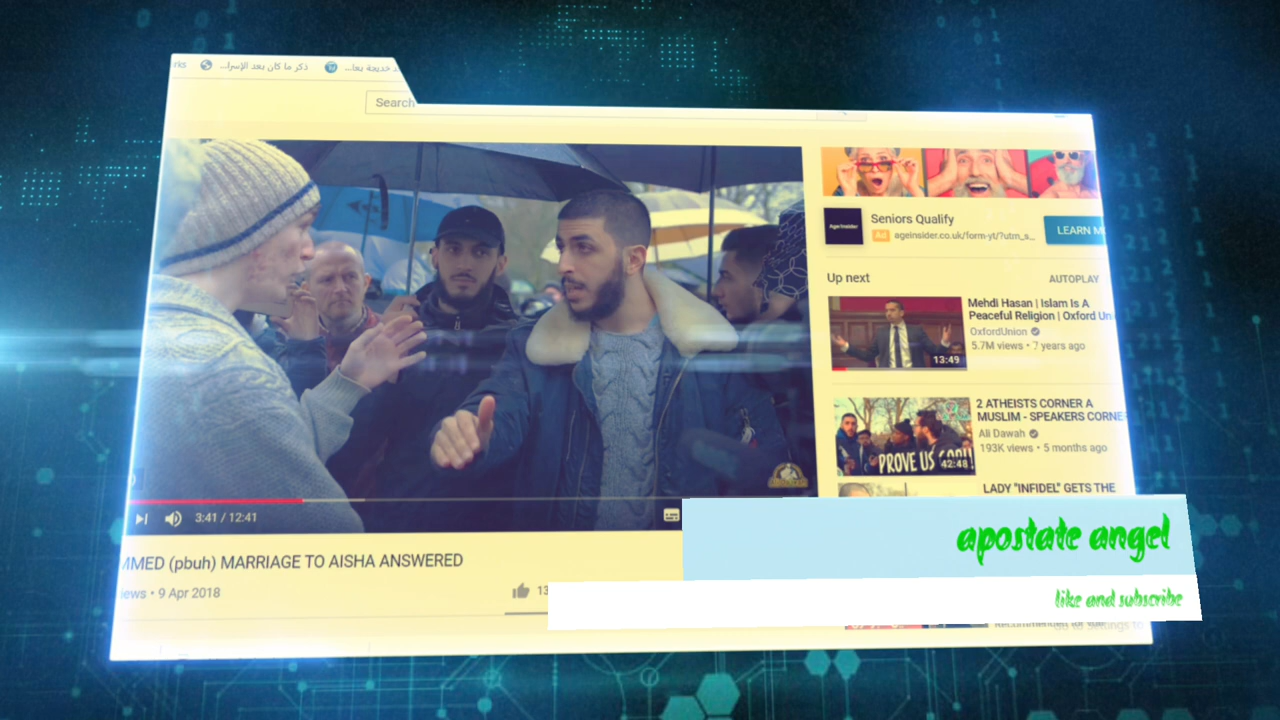 rks ذكر ما كان بعد الإسرا... ...د خديجة يعا
Search
Seniors Qualify
Ad ageinsider.co.uk/form-yt/?utm_s...
LEARN M
Up next
AUTOPLAY
Mehdi Hasan | Islam Is A
Peaceful Religion | Oxford Un
OxfordUnion
5.7M views • 7 years ago
13:49
2 ATHEISTS CORNER A
MUSLIM - SPEAKERS CORNE
Ali Dawah
193K views • 5 months ago
PROVE US
42:48
LADY "INFIDEL" GETS THE
3:41 / 12:41
MMED (pbuh) MARRIAGE TO AISHA ANSWERED
iews • 9 Apr 2018
13
apostate angel
like and subscribe